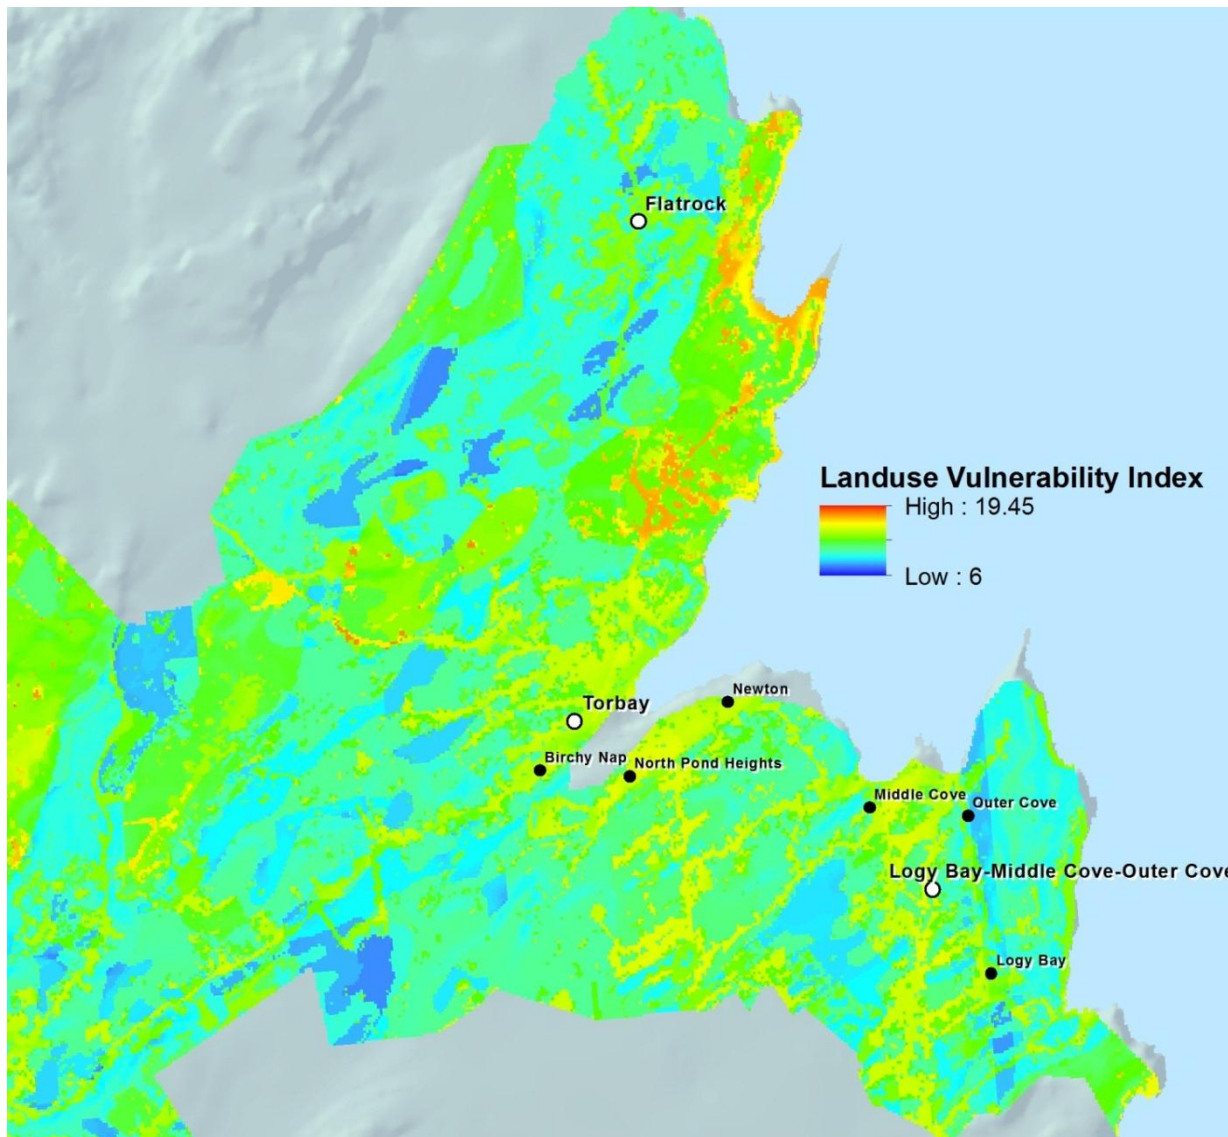 Flatrock
Landuse Vulnerability Index
High : 19.45
Low : 6
Newton
Torbay
Birchy Nap
North Pond Heights
Middle Cove
Outer Cove
Logy Bay-Middle Cove-Outer Cove
Logy Bay